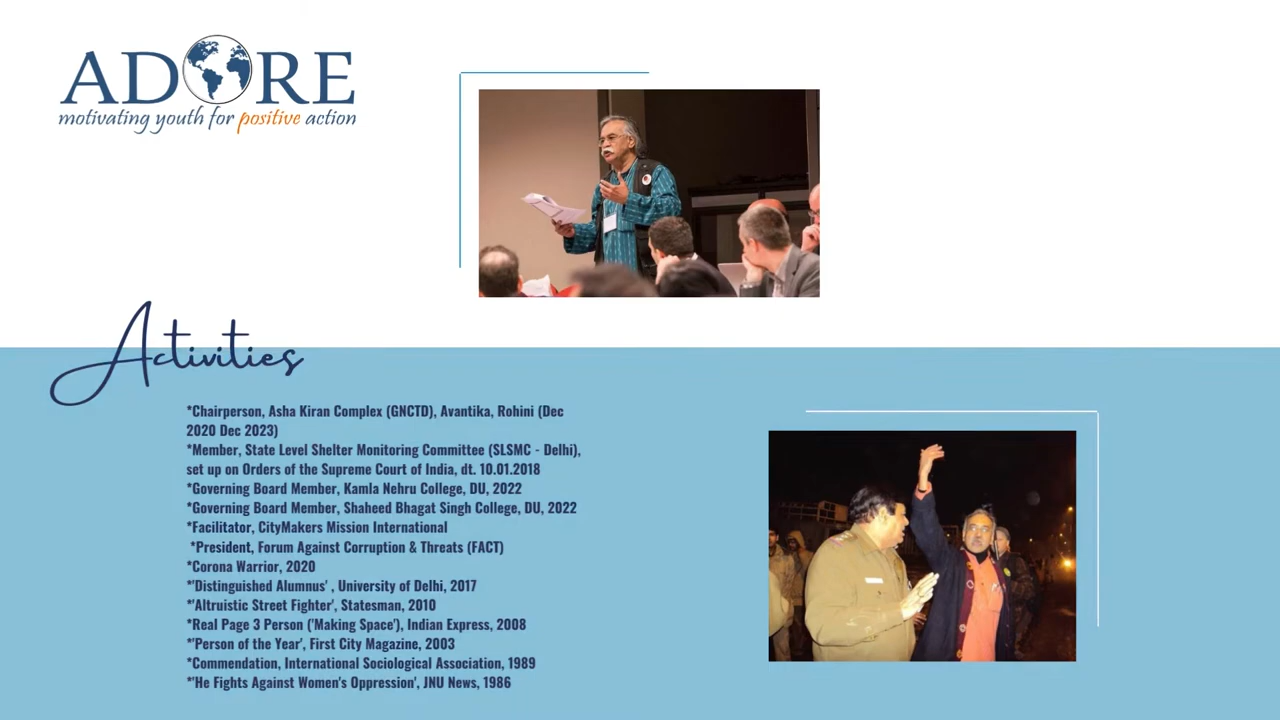 ADORE
motivating youth for positive action
Activities
*Chairperson, Asha Kiran Complex (GNCTD), Avantika, Rohini (Dec
2020 Dec 2023)
*Member, State Level Shelter Monitoring Committee (SLSMC - Delhi),
set up on Orders of the Supreme Court of India, dt. 10.01.2018
*Governing Board Member, Kamla Nehru College, DU, 2022
*Governing Board Member, Shaheed Bhagat Singh College, DU, 2022
*Facilitator, CityMakers Mission International
*President, Forum Against Corruption & Threats (FACT)
*Corona Warrior, 2020
*'Distinguished Alumnus' , University of Delhi, 2017
*'Altruistic Street Fighter', Statesman, 2010
*Real Page 3 Person ('Making Space'), Indian Express, 2008
*'Person of the Year', First City Magazine, 2003
*Commendation, International Sociological Association, 1989
*'He Fights Against Women's Oppression', JNU News, 1986